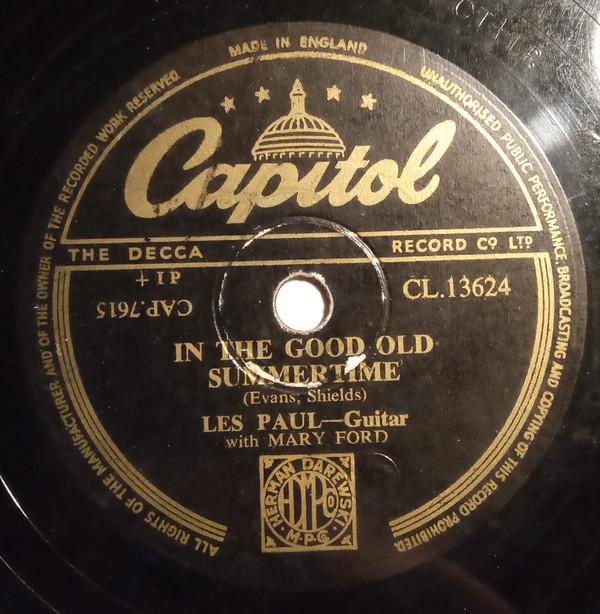 MADE IN ENGLAND
UNAUTHORISED PUBLIC PERFORMANCE BROADCASTING AND COPYING OF THIS RECORD PROHIBITED
ALL RIGHTS OF THE MANUFACTURER AND OF THE OWNER OF THE RECORDED WORK RESERVED
Capitol
THE DECCA RECORD Co LTD
P1+
CAP.7615
CL.13624
IN THE GOOD OLD
SUMMERTIME
(Evans, Shields)
LES PAUL—Guitar
with MARY FORD
HERMAN DAREWSKI
M·P·Co